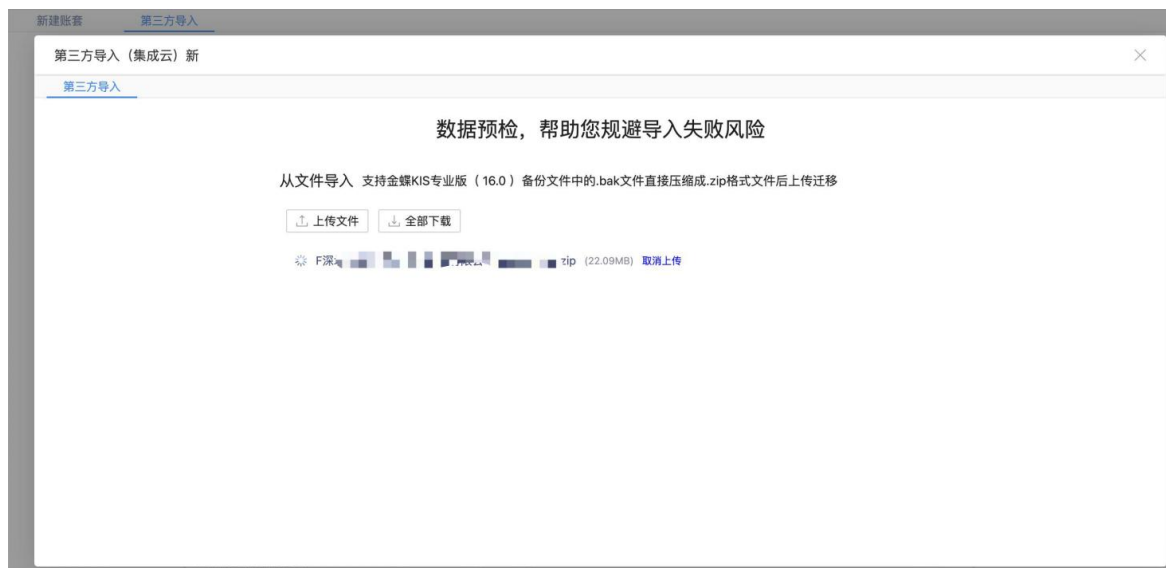 新建账套 第三方导入
第三方导入（集成云）新
第三方导入
数据预检，帮助您规避导入失败风险
从文件导入 支持金蝶KIS专业版（16.0）备份文件中的.bak文件直接压缩成.zip格式文件后上传迁移
上传文件 全部下载
F深 zip (22.09MB) 取消上传